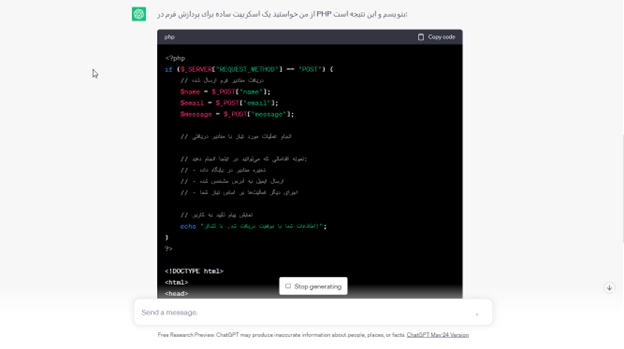 از من خواستید یک اسکریپت ساده برای پردازش فرم در PHP بنویسم و این نتیجه است:
php
Copy code
<?php
if ($_SERVER["REQUEST_METHOD"] == "POST") {
// دریافت مقادیر فرم ارسال شده
$name = $_POST["name"];
$email = $_POST["email"];
$message = $_POST["message"];
// انجام عملیات مورد نیاز با مقادیر دریافتی
// نمونه اقداماتی که می‌توانید در اینجا انجام دهید:
// - ذخیره مقادیر در پایگاه داده
// - ارسال ایمیل به آدرس مشخص شده
// - اجرای دیگر فعالیت‌ها بر اساس نیاز شما
// نمایش پیام تأیید به کاربر
echo "اطلاعات شما با موفقیت دریافت شد. با تشکر!";
}
?>
<!DOCTYPE html>
<html>
<head>
Stop generating
Send a message.
Free Research Preview. ChatGPT may produce inaccurate information about people, places, or facts. ChatGPT May 24 Version